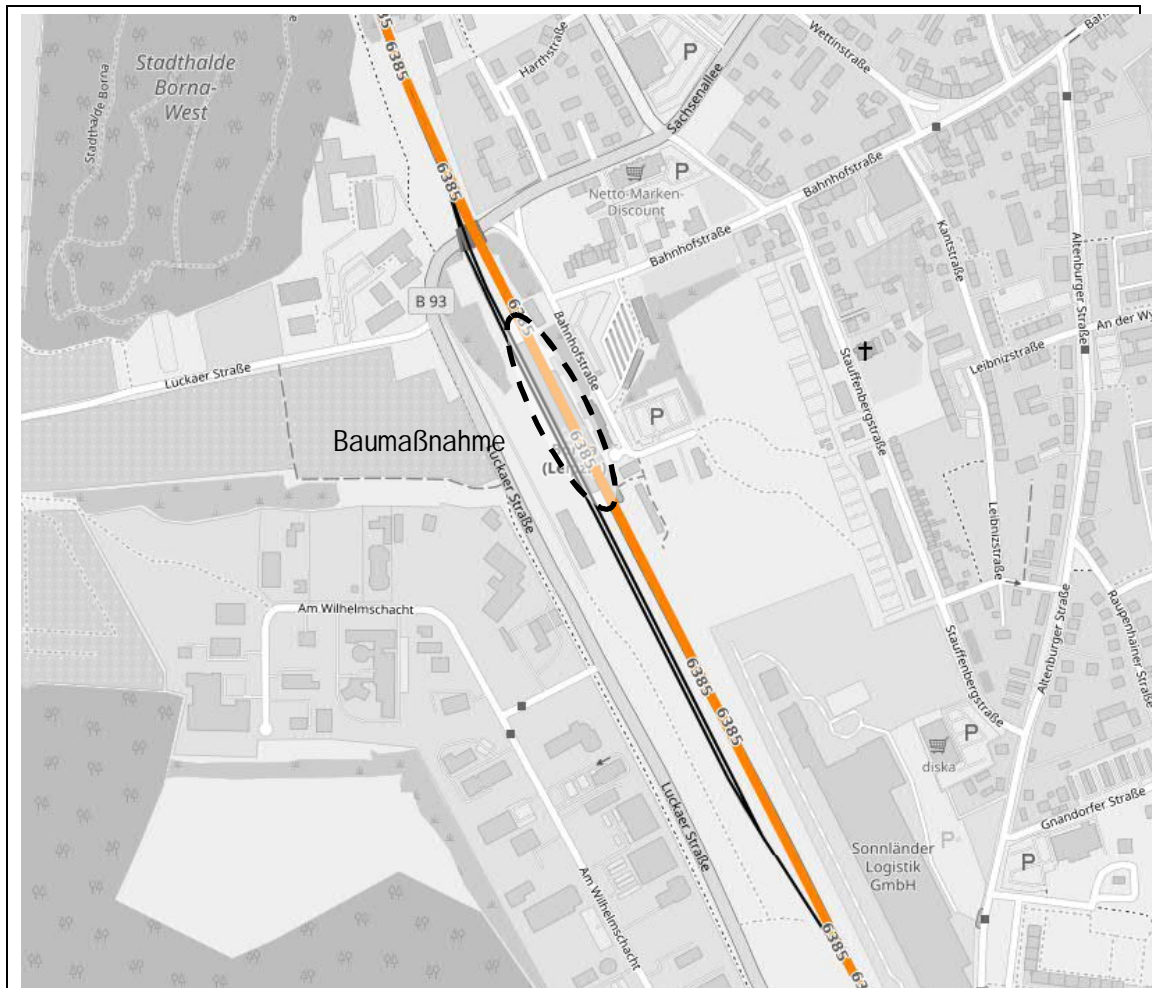 6385
Stadthalde
Borna-
West
Stadthalde Borna
Harthstraße
P
Wettinstraße
Sachsenallee
6385
Netto-Marken-
Discount
P
Bahnhofstraße
Bahnhofstraße
Kantstraße
Altenburger Straße
B 93
Bahnhofstraße
Luckaer Straße
An der Wy
Leibnizstraße
Stauffenbergstraße
P
Baumaßnahme
6385
Luckaer Straße
Leibnizstraße
Am Wilhelmschacht
Raupenhainer Straße
Stauffenbergstraße
Altenburger Straße
6385
6385
P
diska
Luckaer Straße
Gnandorfer Straße
P
P
Sonnländer
Logistik
GmbH
Am Wilhelmschacht
6385